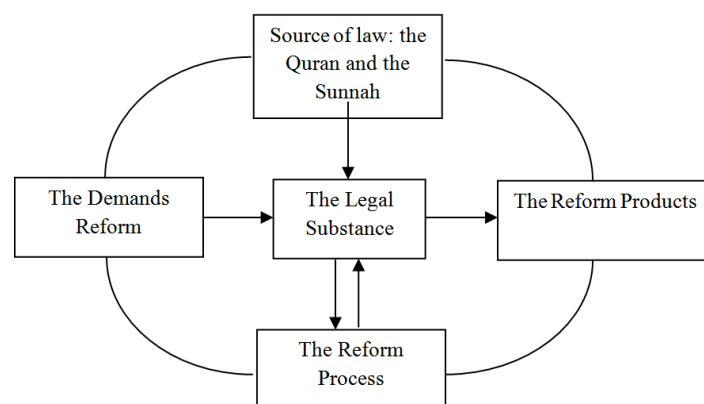 Source of law: the
Quran and the
Sunnah
The Demands
Reform
The Legal
Substance
The Reform Products
The Reform
Process